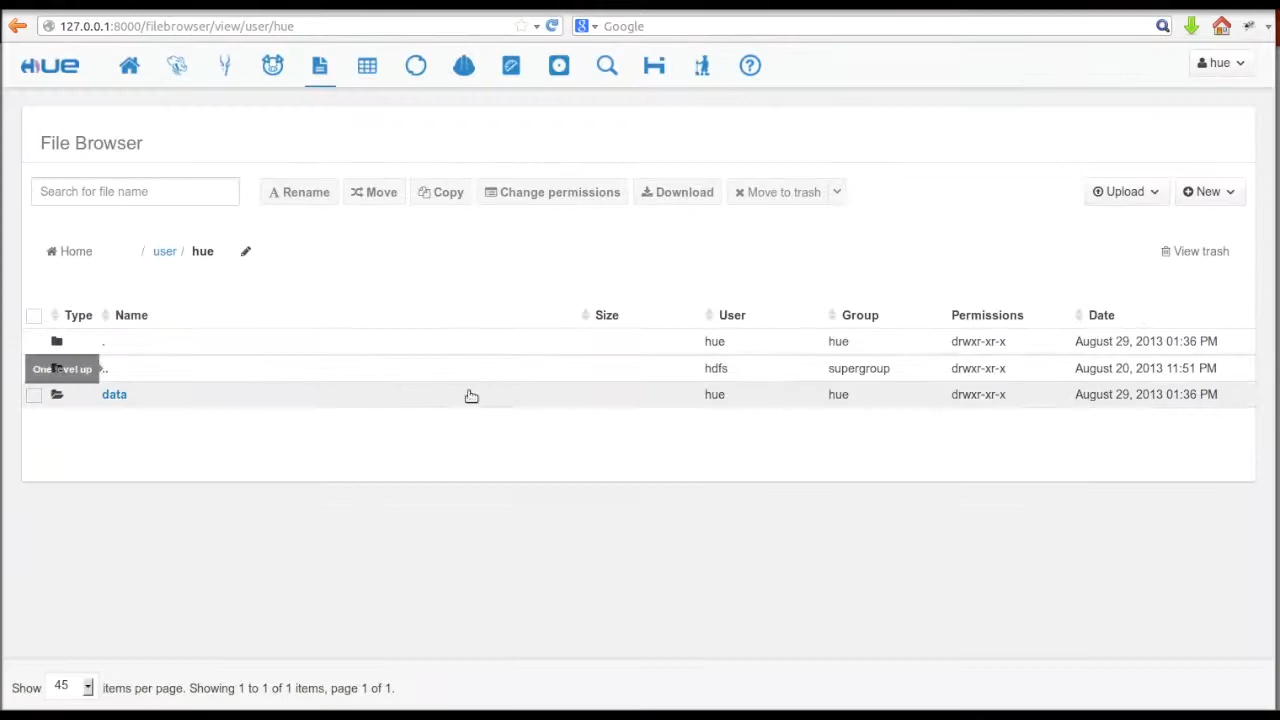 127.0.0.1:8000/filebrowser/view/user/hue
Google
HUE
hue
File Browser
Search for file name
Rename
Move
Copy
Change permissions
Download
Move to trash
Upload
New
Home / user / hue
View trash
Type Name Size User Group Permissions Date
. hue hue drwxr-xr-x August 29, 2013 01:36 PM
One level up .. hdfs supergroup drwxr-xr-x August 20, 2013 11:51 PM
data hue hue drwxr-xr-x August 29, 2013 01:36 PM
Show 45 items per page. Showing 1 to 1 of 1 items, page 1 of 1.